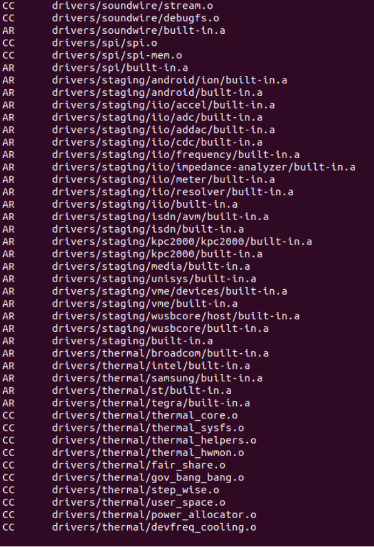 CC drivers/soundwire/stream.o
CC drivers/soundwire/debugfs.o
AR drivers/soundwire/built-in.a
CC drivers/spi/spi.o
CC drivers/spi/spi-mem.o
AR drivers/spi/built-in.a
AR drivers/staging/android/ion/built-in.a
AR drivers/staging/android/built-in.a
AR drivers/staging/iio/accel/built-in.a
AR drivers/staging/iio/adc/built-in.a
AR drivers/staging/iio/addac/built-in.a
AR drivers/staging/iio/cdc/built-in.a
AR drivers/staging/iio/frequency/built-in.a
AR drivers/staging/iio/impedance-analyzer/built-in.a
AR drivers/staging/iio/meter/built-in.a
AR drivers/staging/iio/resolver/built-in.a
AR drivers/staging/iio/built-in.a
AR drivers/staging/isdn/avm/built-in.a
AR drivers/staging/isdn/built-in.a
AR drivers/staging/kpc2000/kpc2000/built-in.a
AR drivers/staging/kpc2000/built-in.a
AR drivers/staging/media/built-in.a
AR drivers/staging/unisys/built-in.a
AR drivers/staging/vme/devices/built-in.a
AR drivers/staging/vme/built-in.a
AR drivers/staging/wusbcore/host/built-in.a
AR drivers/staging/wusbcore/built-in.a
AR drivers/staging/built-in.a
AR drivers/thermal/broadcom/built-in.a
AR drivers/thermal/intel/built-in.a
AR drivers/thermal/samsung/built-in.a
AR drivers/thermal/st/built-in.a
AR drivers/thermal/tegra/built-in.a
CC drivers/thermal/thermal_core.o
CC drivers/thermal/thermal_sysfs.o
CC drivers/thermal/thermal_helpers.o
CC drivers/thermal/thermal_hwmon.o
CC drivers/thermal/fair_share.o
CC drivers/thermal/gov_bang_bang.o
CC drivers/thermal/step_wise.o
CC drivers/thermal/user_space.o
CC drivers/thermal/power_allocator.o
CC drivers/thermal/devfreq_cooling.o